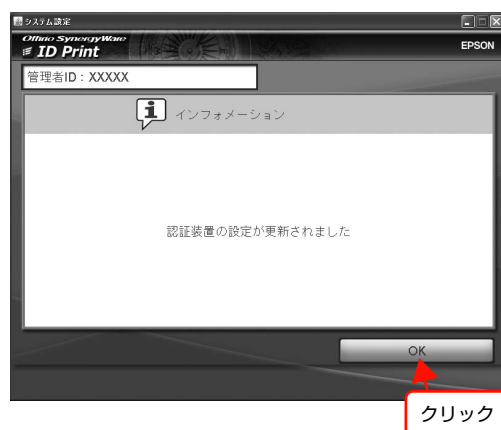 システム設定
Offirio SynergyWare
ID Print
EPSON
管理者ID：XXXXX
インフォメーション
認証装置の設定が更新されました
OK
クリック